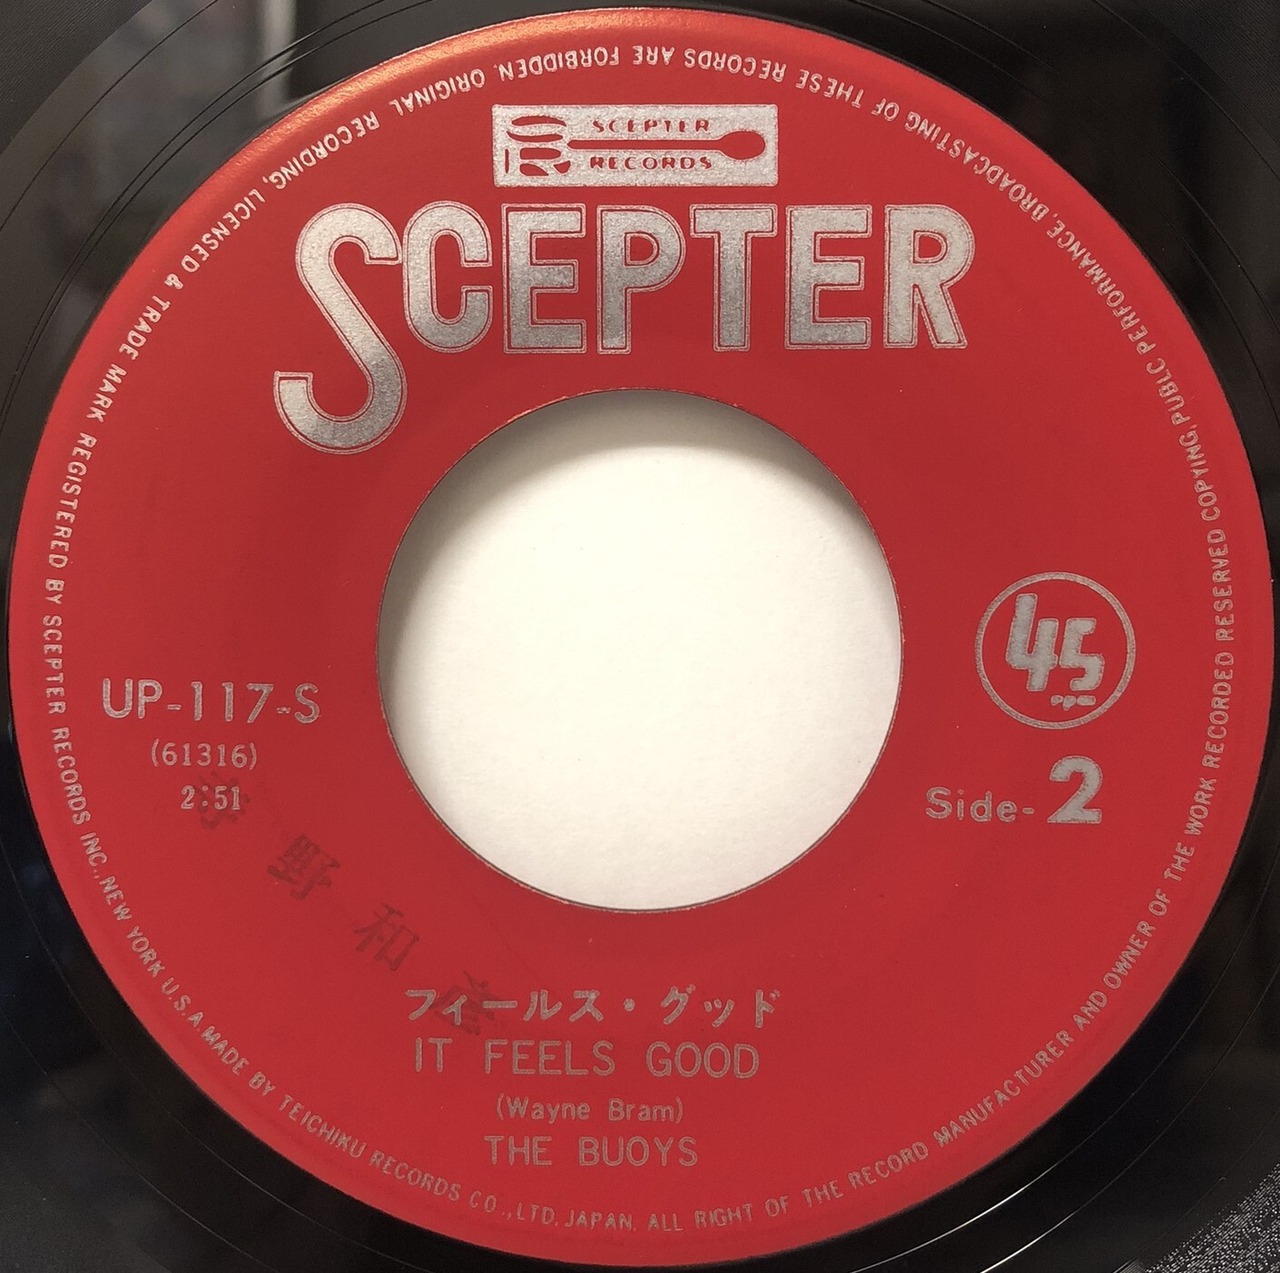 ORIGINAL RECORDING, LICENSED & TRADE MARK REGISTERED BY SCEPTER RECORDS INC., NEW YORK U.S.A. MADE BY TEICHIKU RECORDS CO., LTD. JAPAN. ALL RIGHT OF THE RECORD MANUFACTURER AND OWNER OF THE WORK RECORDED RESERVED COPYING, PUBLIC PERFORMANCE, BROADCASTING OF THESE RECORDS ARE FORBIDDEN.
SCEPTER
RECORDS
SCEPTER
45
rpm
UP-117-S
(61316)
2:51
Side-2
野和
フィールス・グッド
IT FEELS GOOD
(Wayne Bram)
THE BUOYS